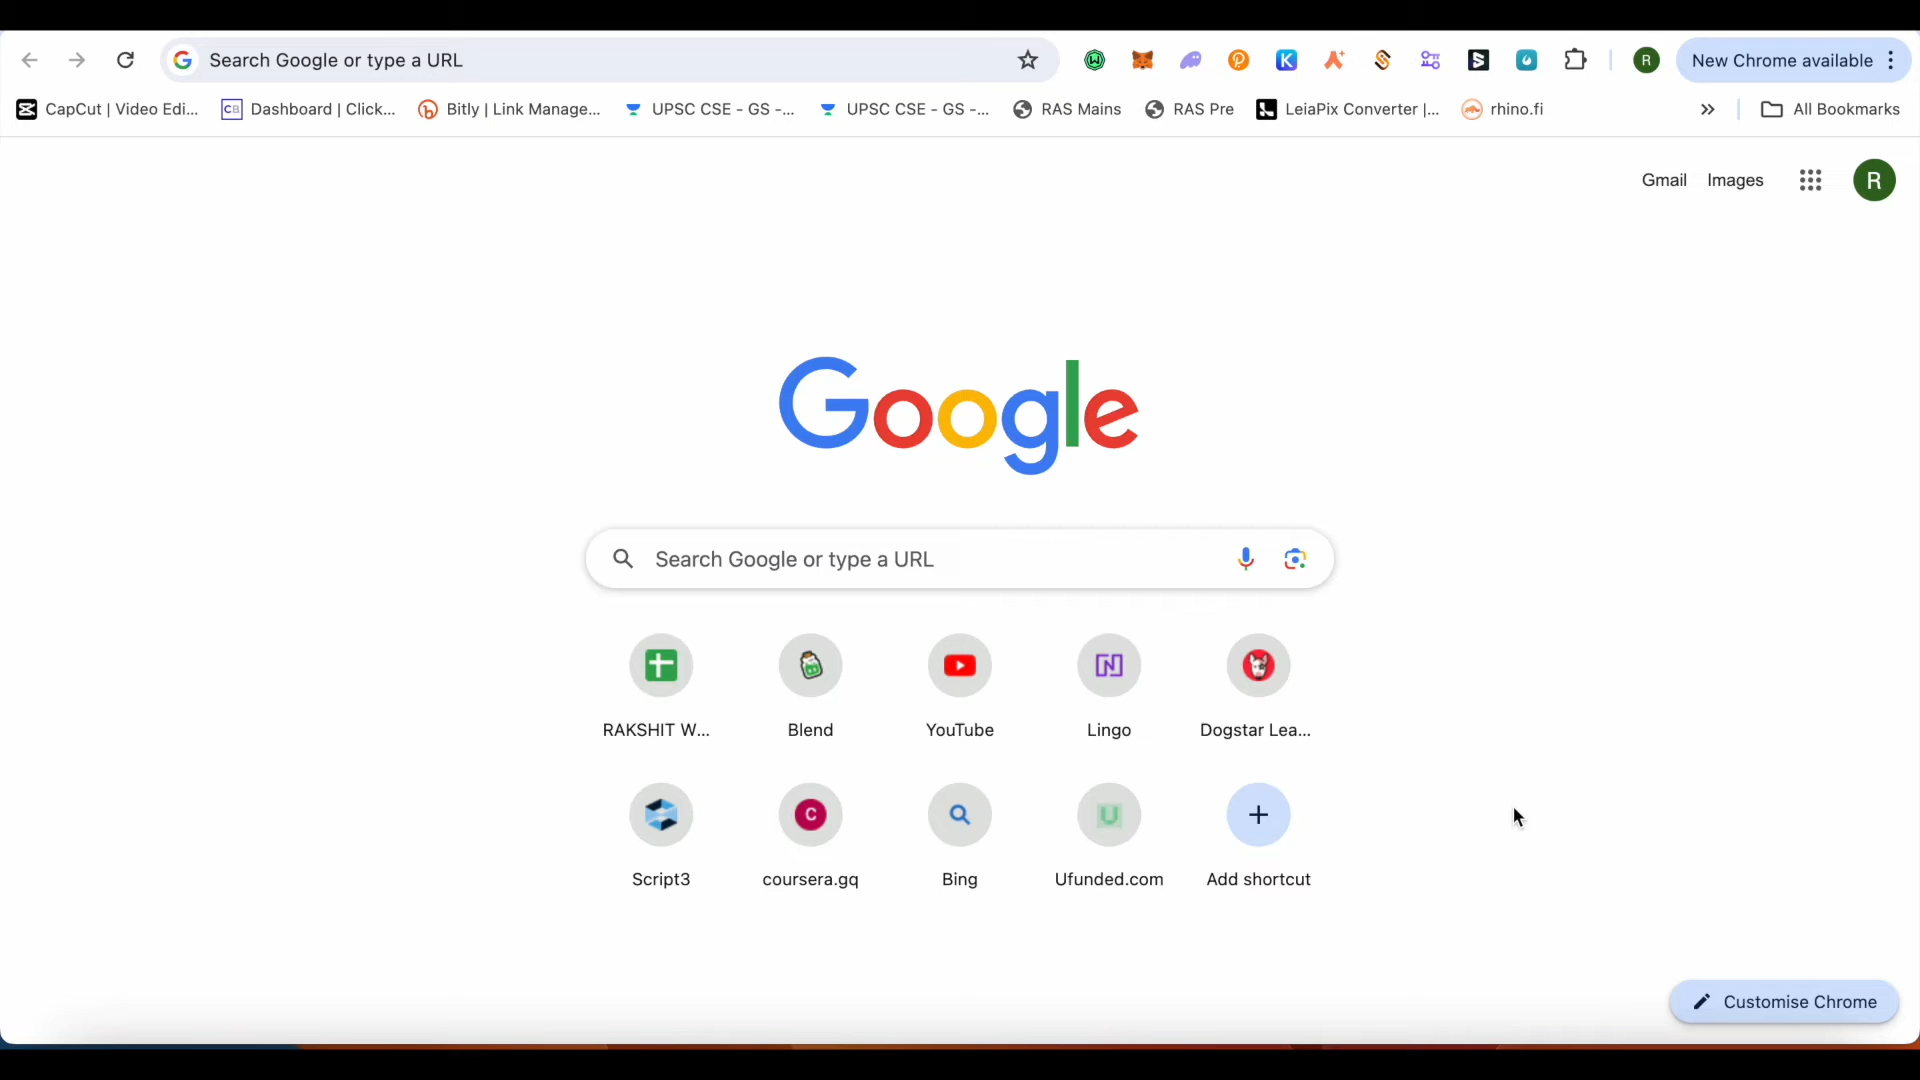 Search Google or type a URL
R
New Chrome available
CapCut | Video Edi...
CB
Dashboard | Click...
Bitly | Link Manage...
UPSC CSE - GS -...
UPSC CSE - GS -...
RAS Mains
RAS Pre
LeiaPix Converter |...
rhino.fi
All Bookmarks
Gmail
Images
R
Google
Search Google or type a URL
RAKSHIT W...
Blend
YouTube
Lingo
Dogstar Lea...
C
U
Script3
coursera.gq
Bing
Ufunded.com
Add shortcut
Customise Chrome